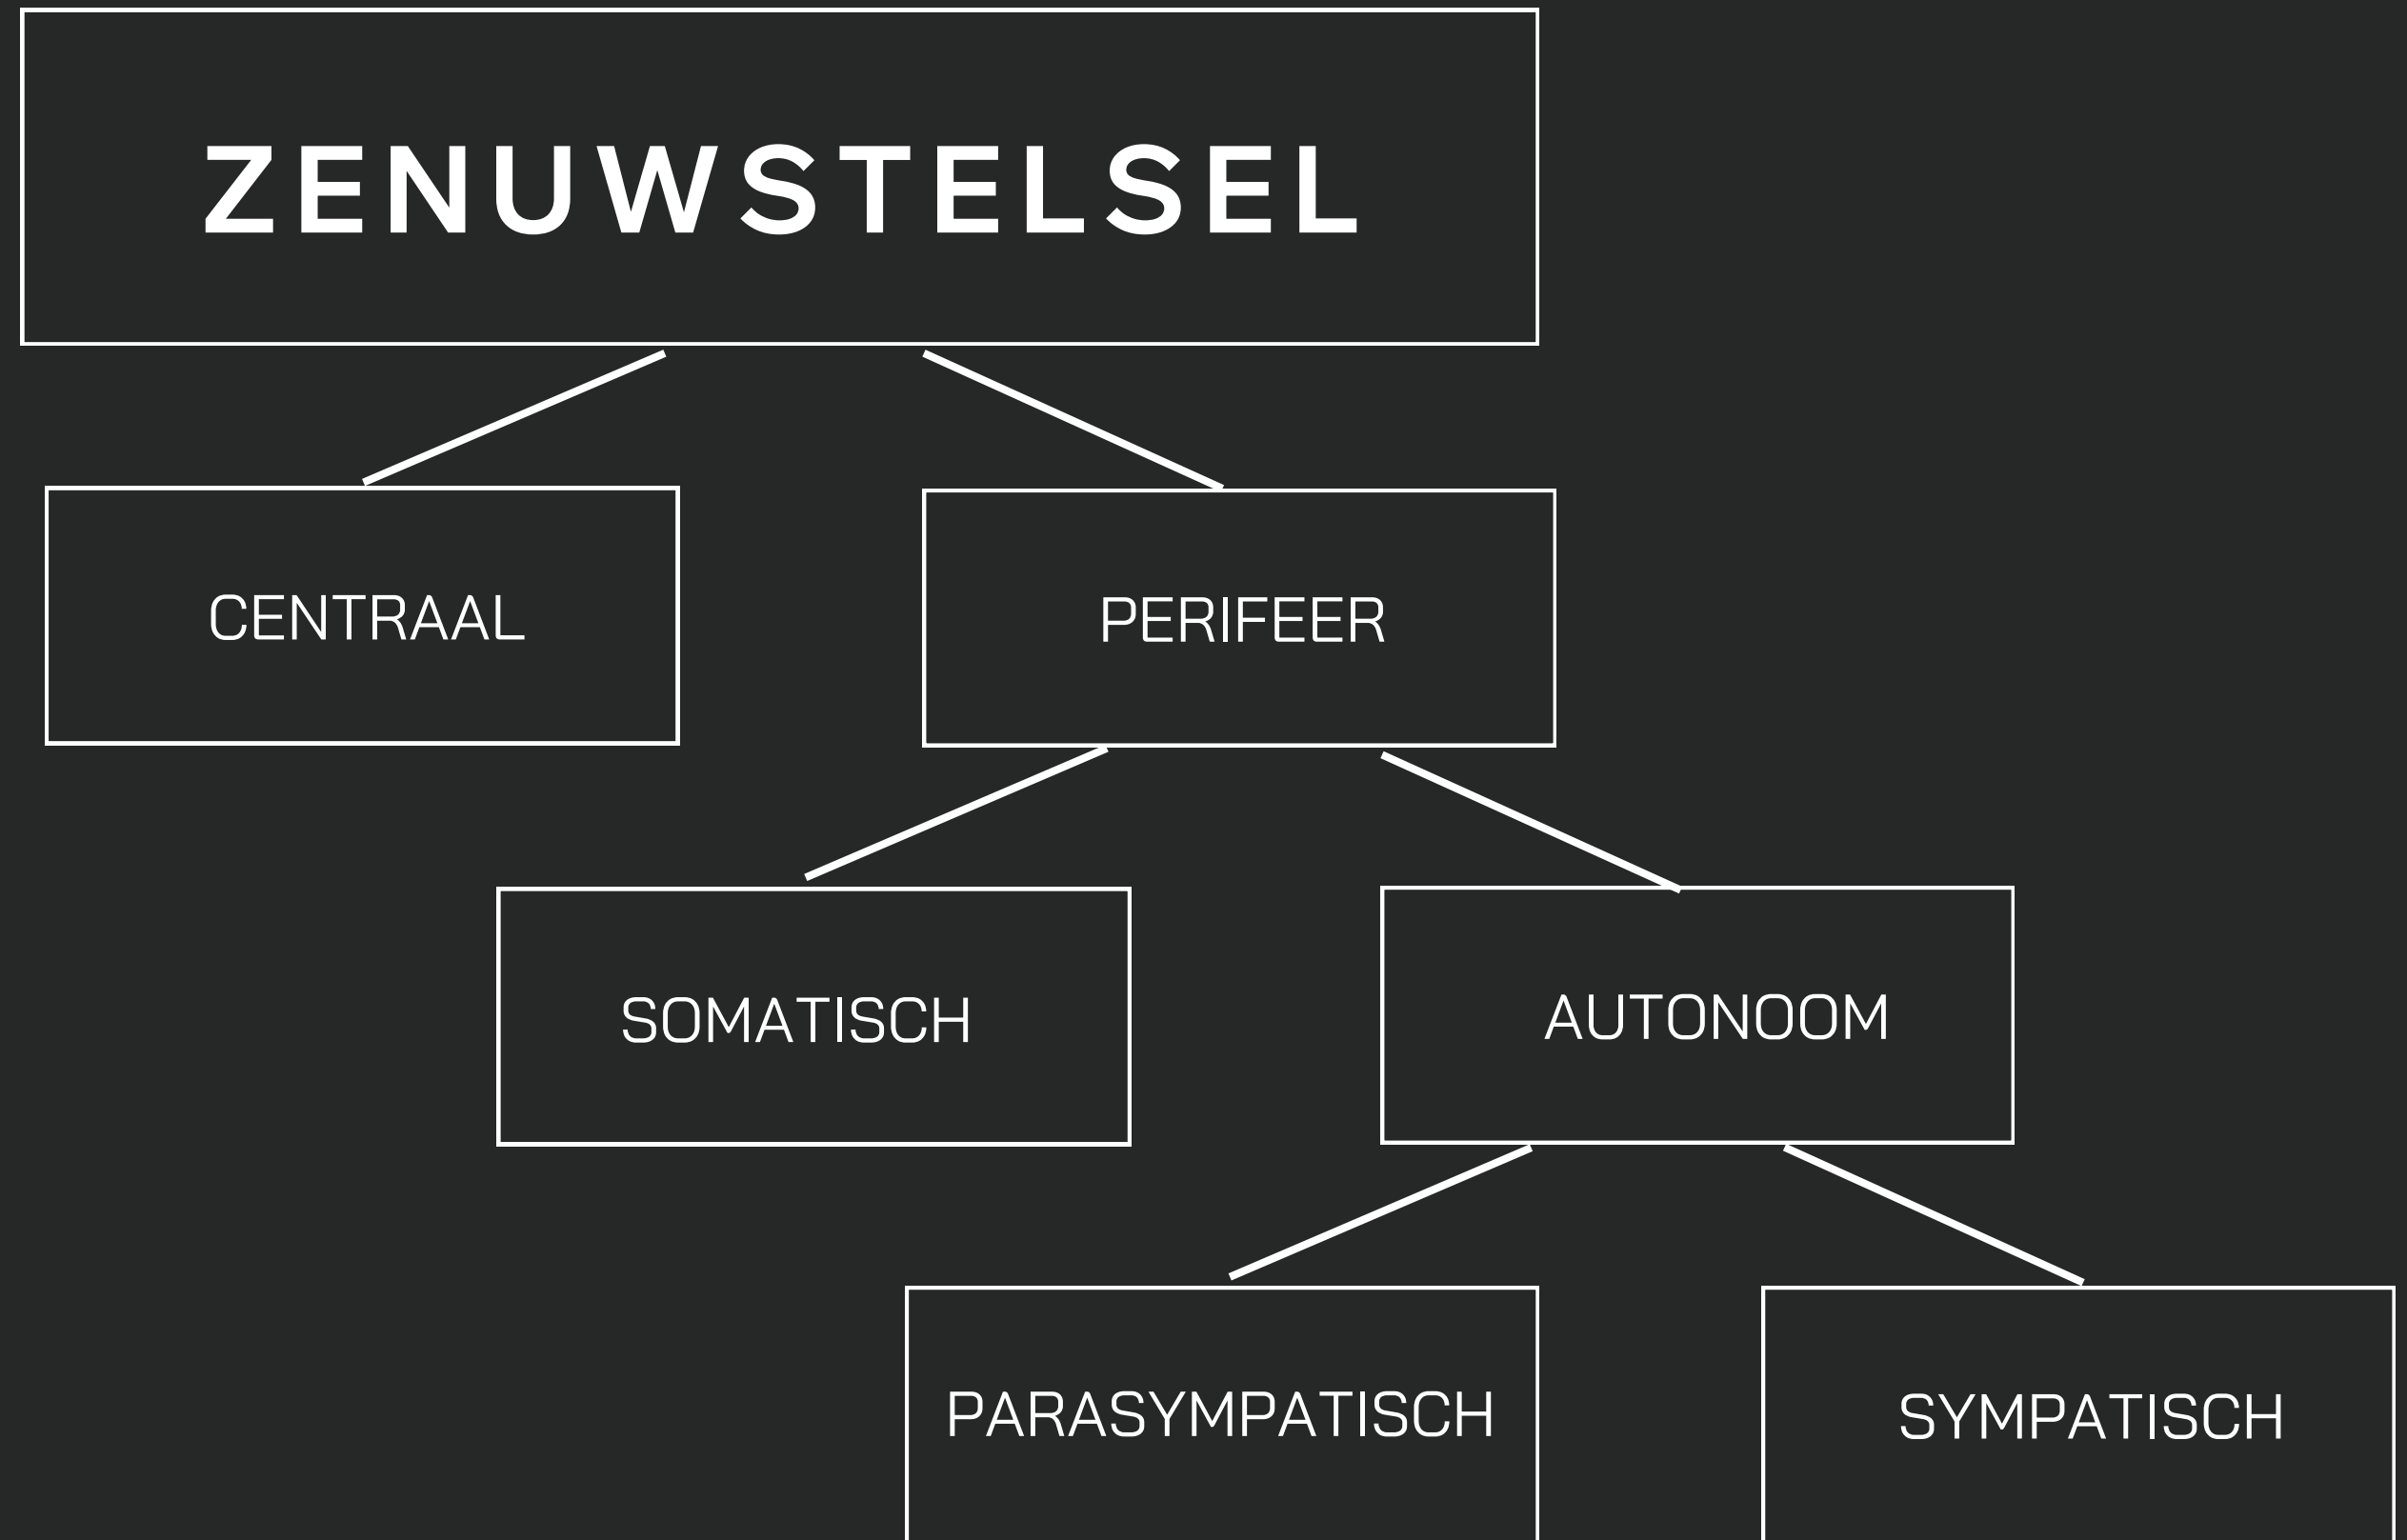 ZENUWSTELSEL
CENTRAAL
PERIFEER
SOMATISCH
AUTONOOM
PARASYMPATISCH
SYMPATISCH